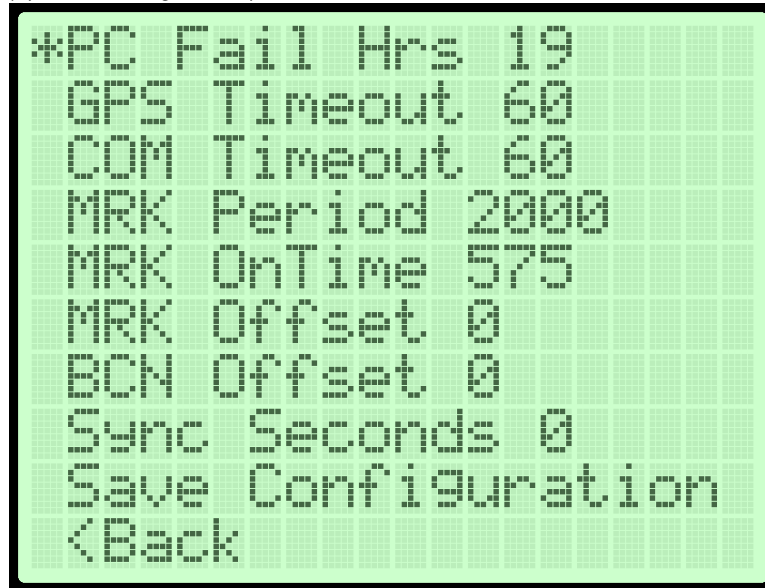 *PC Fail Hrs 19
GPS Timeout 60
COM Timeout 60
MRK Period 2000
MRK OnTime 575
MRK Offset 0
BCN Offset 0
Sync Seconds 0
Save Configuration
<Back